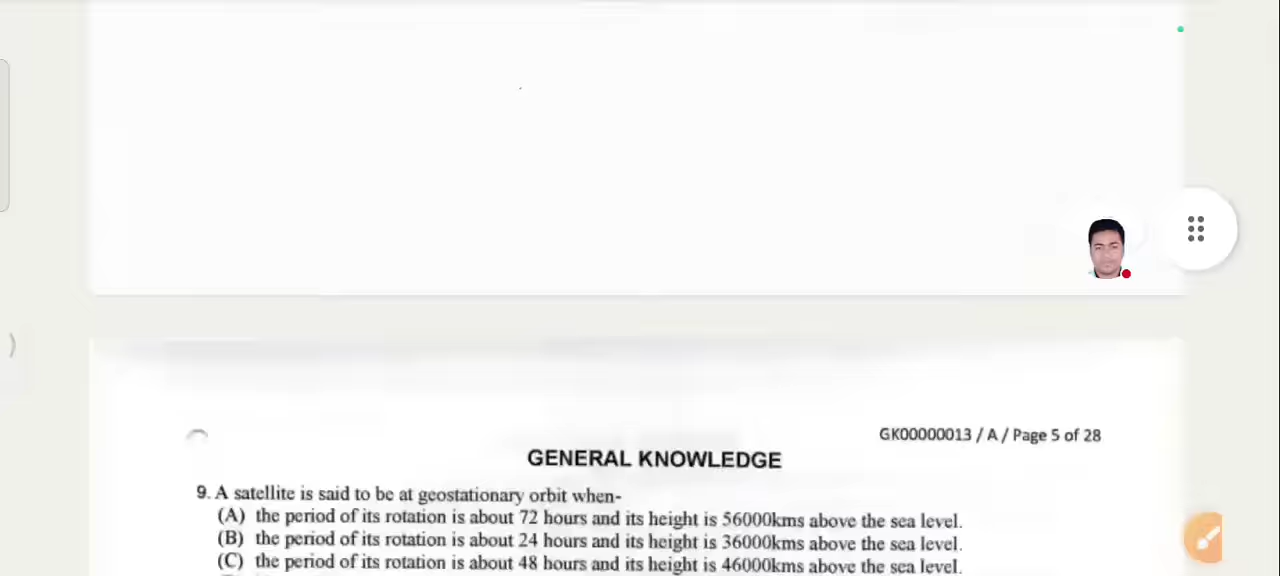 GK00000013 / A / Page 5 of 28
GENERAL KNOWLEDGE
9. A satellite is said to be at geostationary orbit when-
(A) the period of its rotation is about 72 hours and its height is 56000kms above the sea level.
(B) the period of its rotation is about 24 hours and its height is 36000kms above the sea level.
(C) the period of its rotation is about 48 hours and its height is 46000kms above the sea level.